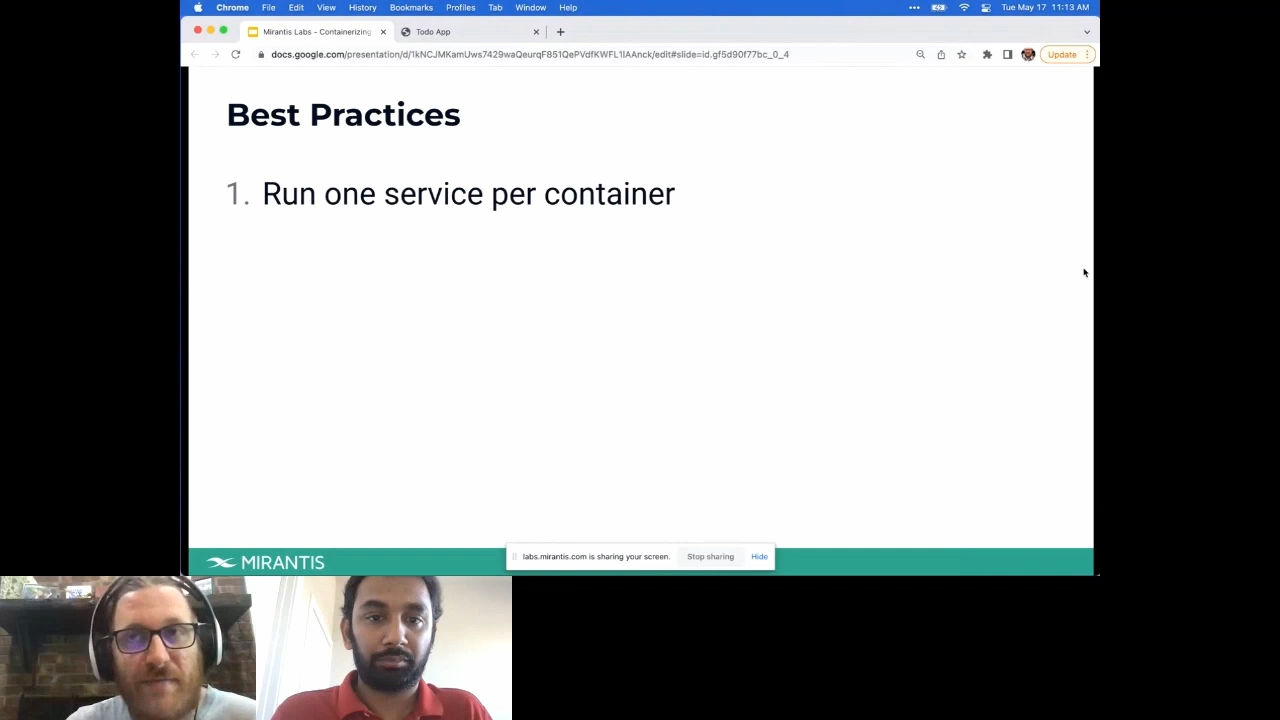 Chrome File Edit View History Bookmarks Profiles Tab Window Help Tue May 17 11:13 AM
Mirantis Labs - Containerizing Todo App
docs.google.com/presentation/d/1kNCJMKamUws7429waQeurqF851QePVdfKWFL1lAAnck/edit#slide=id.gf5d90f77bc_0_4 Update
Best Practices
1. Run one service per container
MIRANTIS
labs.mirantis.com is sharing your screen. Stop sharing Hide